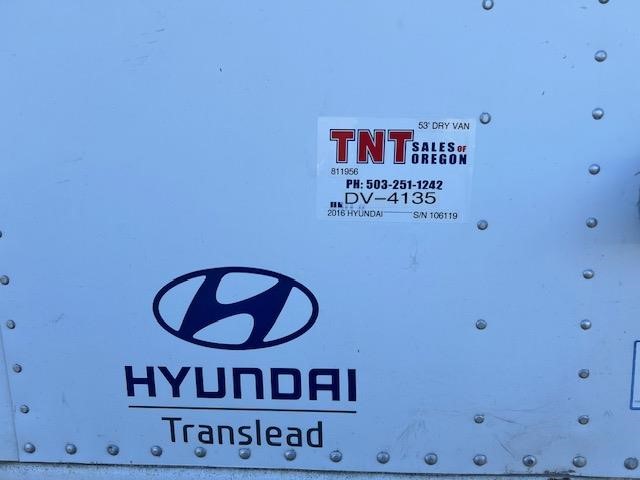 53' DRY VAN
TNT SALES OF OREGON
811956
PH: 503-251-1242
DV-4135
2016 HYUNDAI S/N 106119
HYUNDAI
Translead